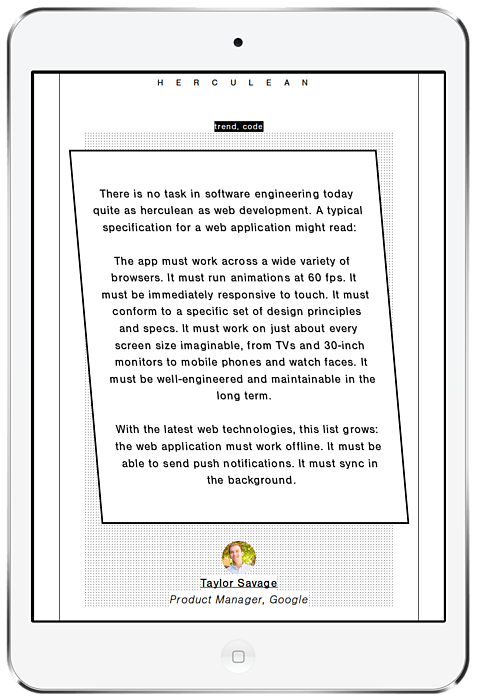 H E R C U L E A N
trend, code
There is no task in software engineering today
quite as herculean as web development. A typical
specification for a web application might read:
The app must work across a wide variety of
browsers. It must run animations at 60 fps. It
must be immediately responsive to touch. It must
conform to a specific set of design principles
and specs. It must work on just about every
screen size imaginable, from TVs and 30-inch
monitors to mobile phones and watch faces. It
must be well-engineered and maintainable in the
long term.
With the latest web technologies, this list grows:
the web application must work offline. It must be
able to send push notifications. It must sync in
the background.
Taylor Savage
Product Manager, Google